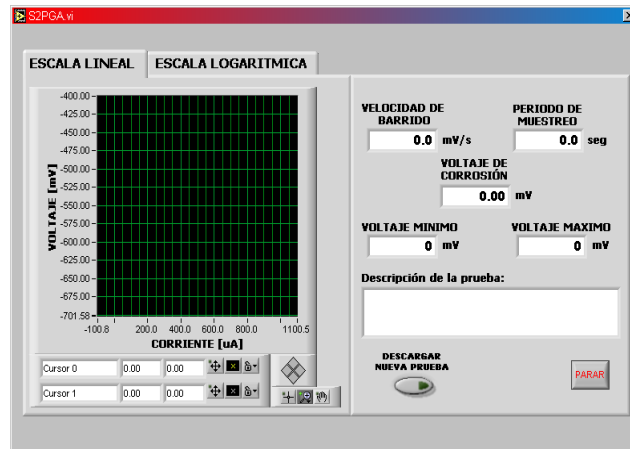 S2PGA.vi
ESCALA LINEAL
ESCALA LOGARITMICA
-400.00
-425.00
-450.00
-475.00
-500.00
-525.00
-550.00
-575.00
-600.00
-625.00
-650.00
-675.00
-701.58
VOLTAJE [mV]
-100.8 200.0 400.0 600.0 800.0 1100.5
CORRIENTE [uA]
Cursor 0 0.00 0.00
Cursor 1 0.00 0.00
VELOCIDAD DE
BARRIDO
0.0 mV/s
PERIODO DE
MUESTREO
0.0 seg
VOLTAJE DE
CORROSIÓN
0.00 mV
VOLTAJE MINIMO
0 mV
VOLTAJE MAXIMO
0 mV
Descripción de la prueba:
DESCARGAR
NUEVA PRUEBA
PARAR